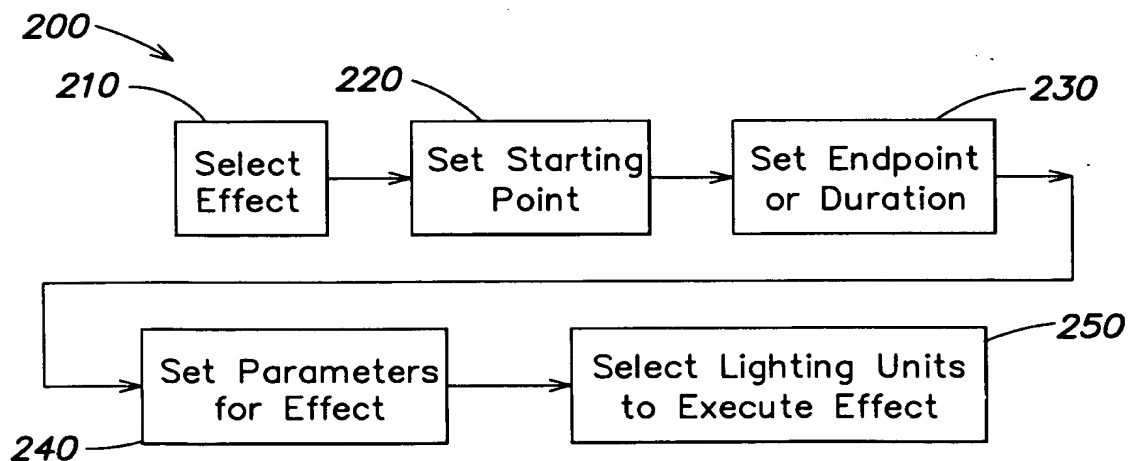 200
210
220
230
Select
Effect
Set Starting
Point
Set Endpoint
or Duration
Set Parameters
for Effect
240
Select Lighting Units
to Execute Effect
250